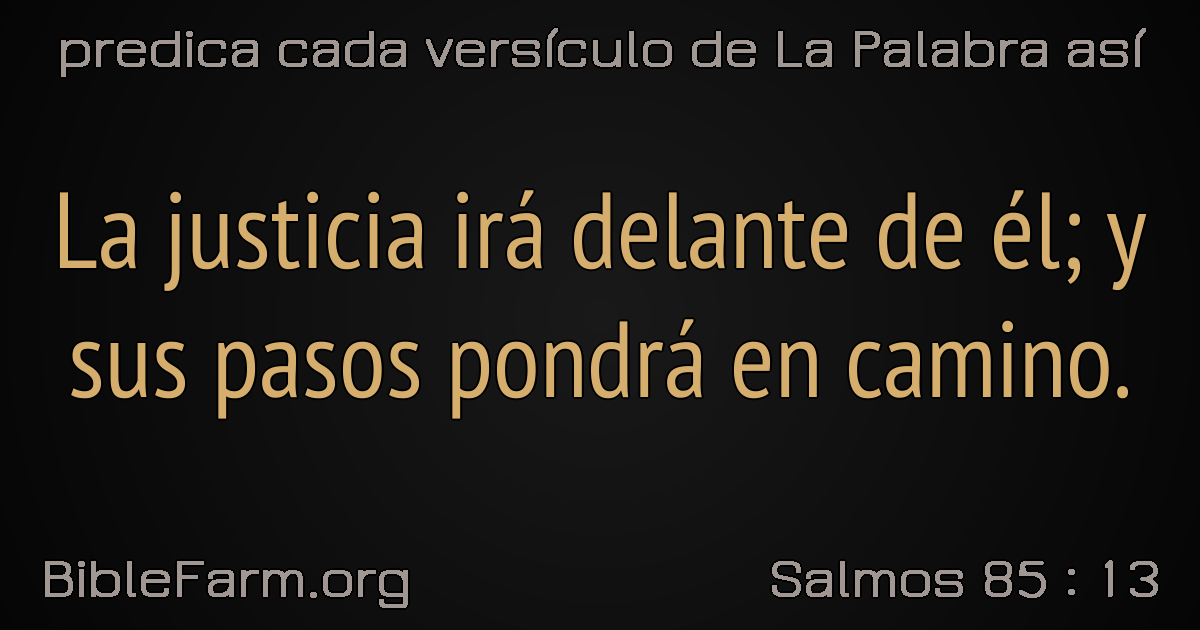 predica cada versículo de La Palabra así
La justicia irá delante de él; y
sus pasos pondrá en camino.
BibleFarm.org
Salmos 85 : 13